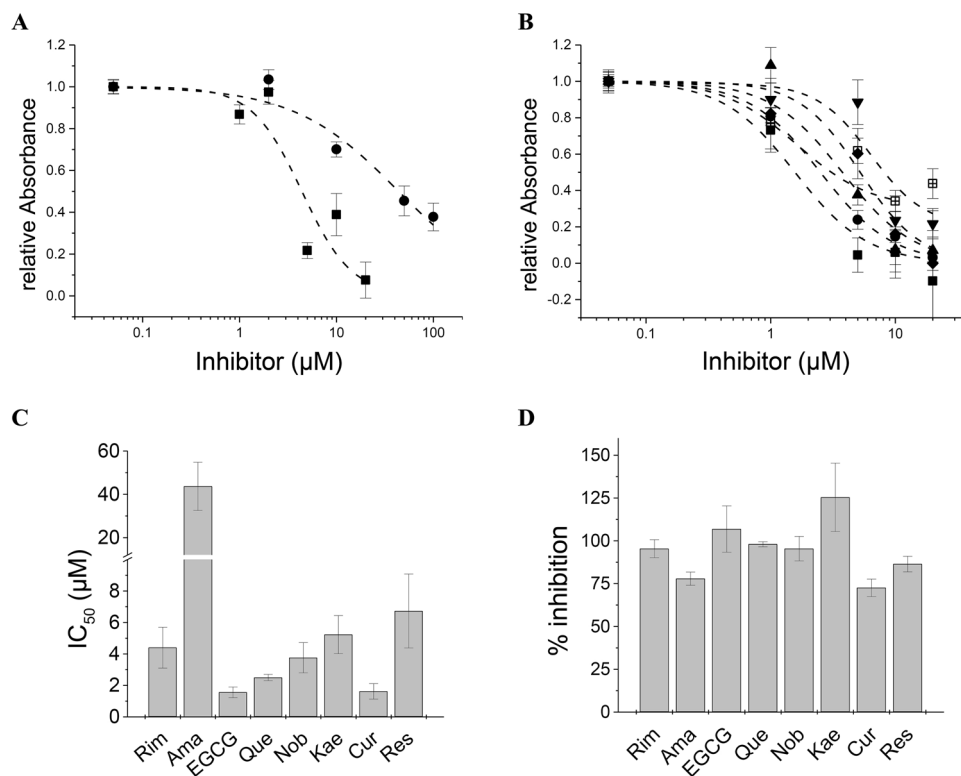 A
1.2
1.0
0.8
0.6
0.4
0.2
0.0
relative Absorbance
0.1
1
10
100
Inhibitor (µM)
B
1.2
1.0
0.8
0.6
0.4
0.2
0.0
-0.2
relative Absorbance
0.1
1
10
Inhibitor (µM)
C
60
40
20
8
6
4
2
0
IC50 (µM)
Rim
Ama
EGCG
Que
Nob
Kae
Cur
Res
D
150
125
100
75
50
25
0
% inhibition
Rim
Ama
EGCG
Que
Nob
Kae
Cur
Res